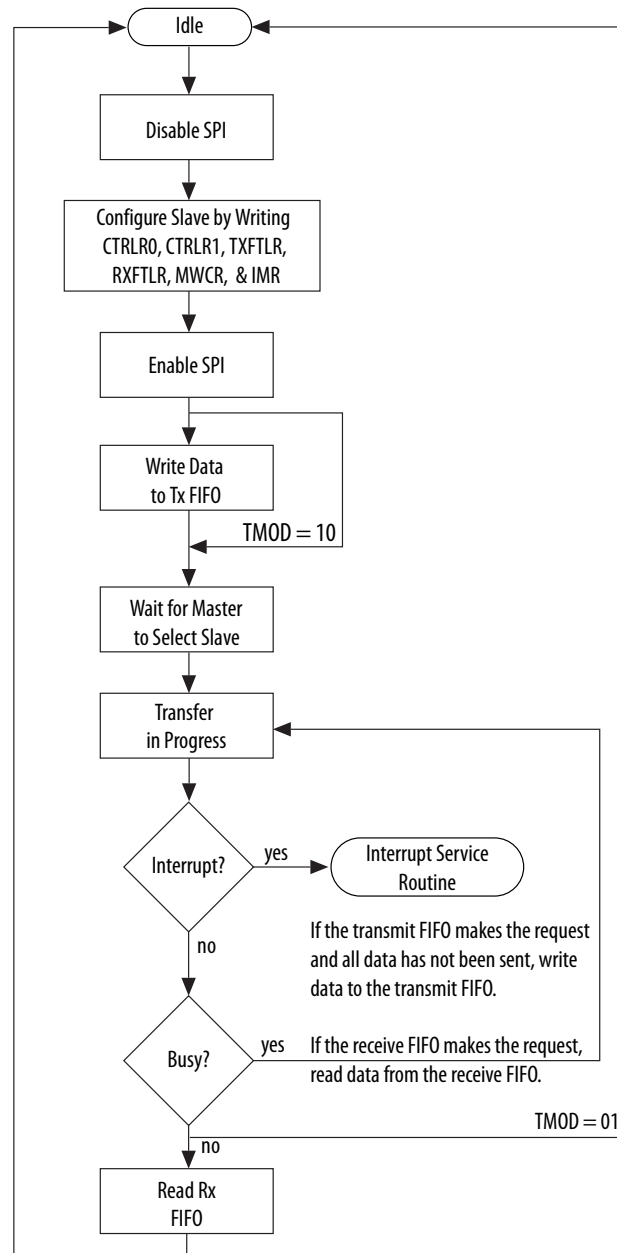 Idle
Disable SPI
Configure Slave by Writing
CTRLR0, CTRLR1, TXFTLR,
RXFTLR, MWCR, & IMR
Enable SPI
Write Data
to Tx FIFO
TMOD = 10
Wait for Master
to Select Slave
Transfer
in Progress
Interrupt?
yes
Interrupt Service
Routine
no
If the transmit FIFO makes the request
and all data has not been sent, write
data to the transmit FIFO.
Busy?
yes
If the receive FIFO makes the request,
read data from the receive FIFO.
TMOD = 01
no
Read Rx
FIFO